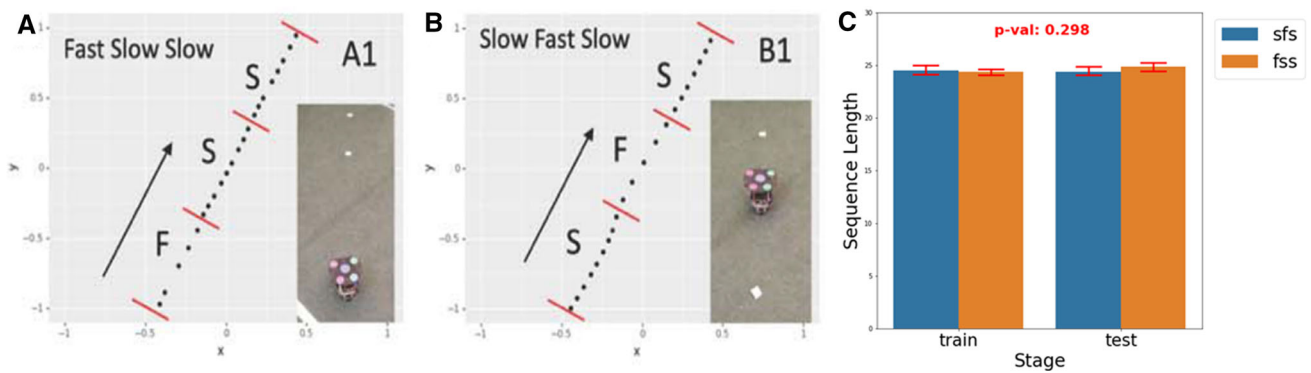 A
Fast Slow Slow
A1
S
S
F
1
0.5
0
−0.5
−1
y
−1
−0.5
0
0.5
1
x
B
Slow Fast Slow
B1
S
F
S
1
0.5
0
−0.5
−1
y
−1
−0.5
0
0.5
1
x
C
p-val: 0.298
30
25
20
15
10
5
0
Sequence Length
train
test
Stage
sfs
fss